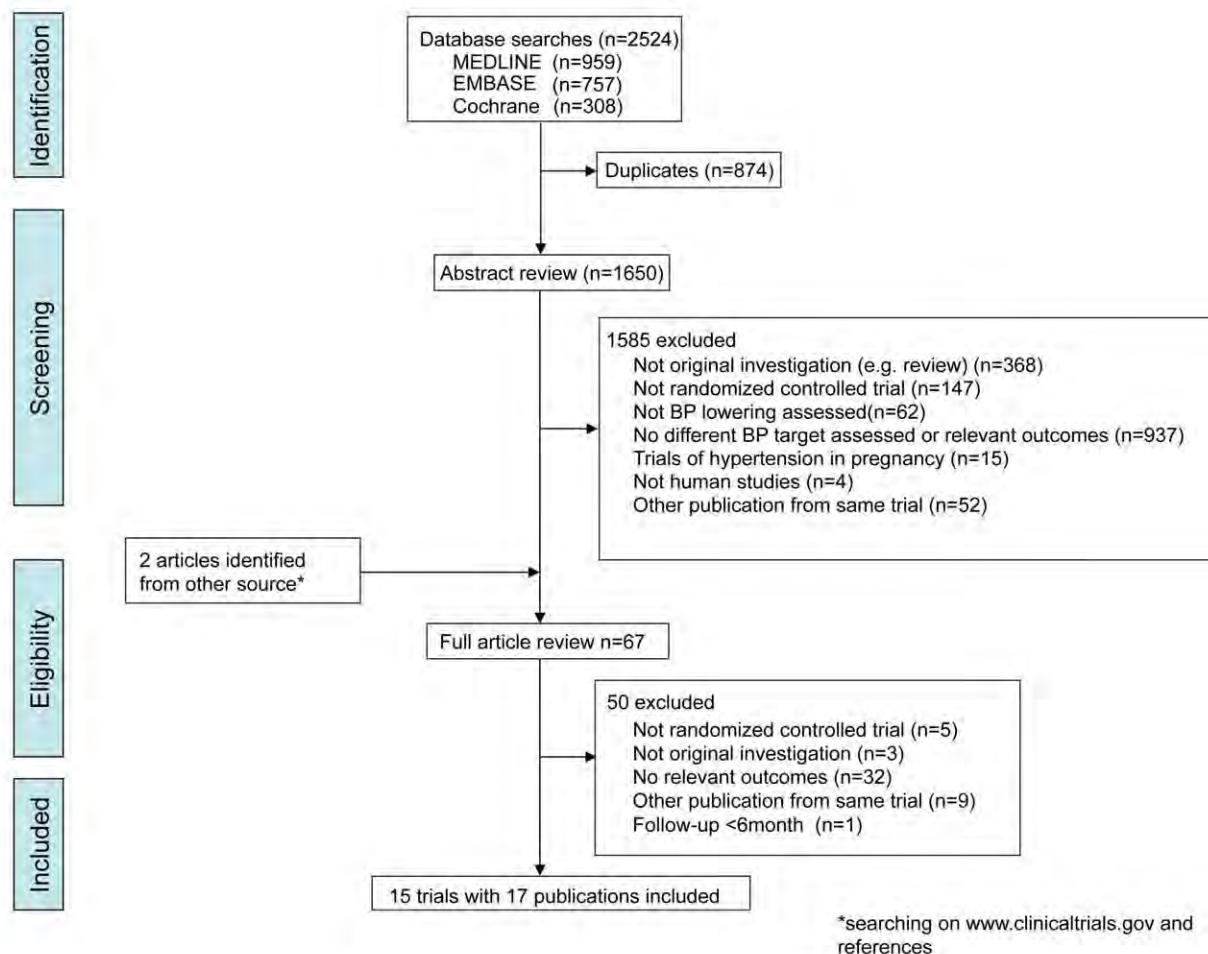 Identification
Database searches (n=2524)
MEDLINE (n=959)
EMBASE (n=757)
Cochrane (n=308)
Duplicates (n=874)
Screening
Abstract review (n=1650)
1585 excluded
Not original investigation (e.g. review) (n=368)
Not randomized controlled trial (n=147)
Not BP lowering assessed(n=62)
No different BP target assessed or relevant outcomes (n=937)
Trials of hypertension in pregnancy (n=15)
Not human studies (n=4)
Other publication from same trial (n=52)
2 articles identified
from other source*
Eligibility
Full article review n=67
50 excluded
Not randomized controlled trial (n=5)
Not original investigation (n=3)
No relevant outcomes (n=32)
Other publication from same trial (n=9)
Follow-up <6month (n=1)
Included
15 trials with 17 publications included
*searching on www.clinicaltrials.gov and
references